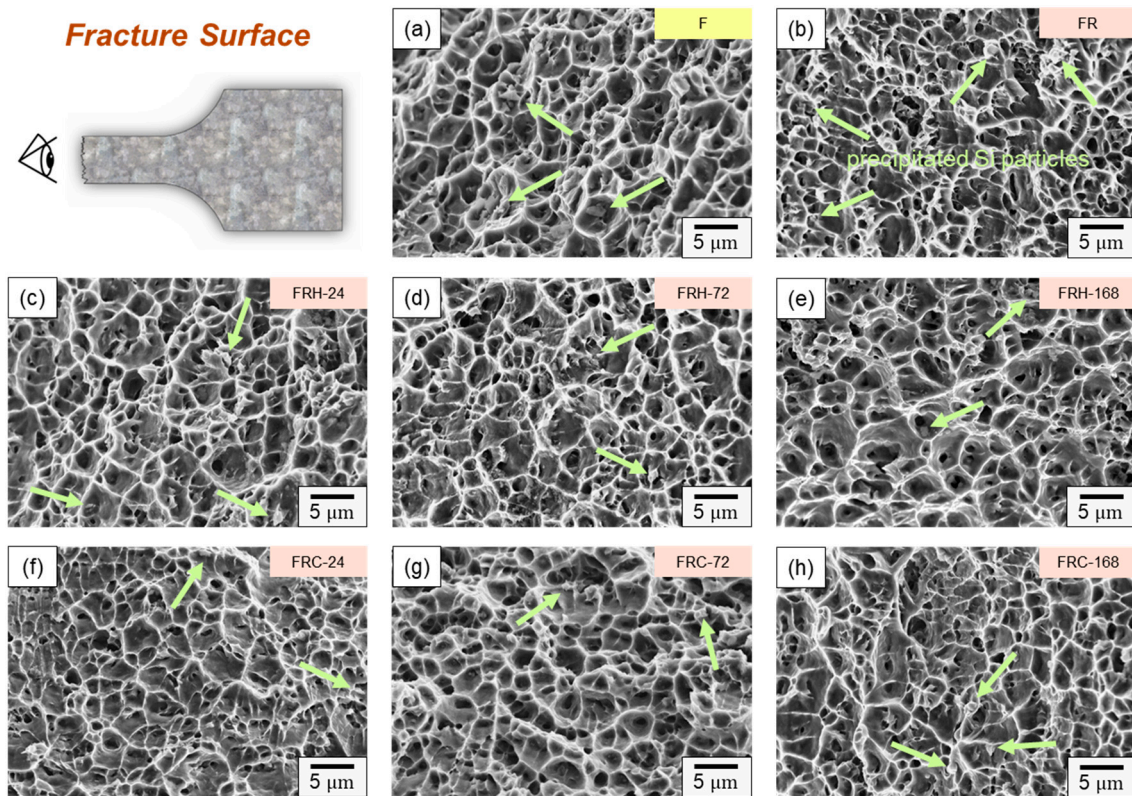 Fracture Surface
(a)
F
5 μm
(b)
FR
precipitated Si particles
5 μm
(c)
FRH-24
5 μm
(d)
FRH-72
5 μm
(e)
FRH-168
5 μm
(f)
FRC-24
5 μm
(g)
FRC-72
5 μm
(h)
FRC-168
5 μm